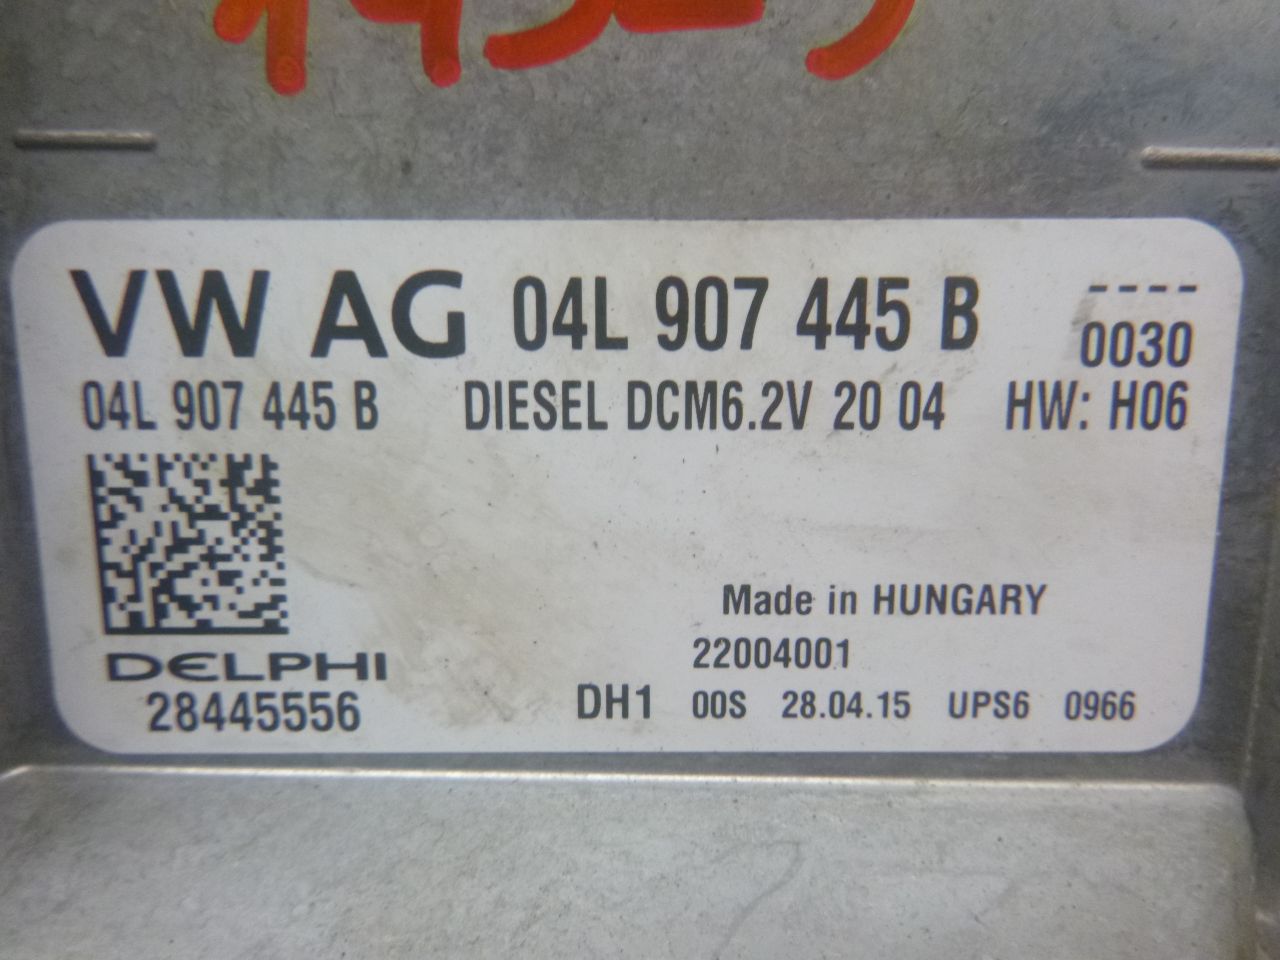 VW AG 04L 907 445 B ----
0030
04L 907 445 B DIESEL DCM6.2V 20 04 HW: H06
Made in HUNGARY
22004001
DELPHI
28445556
DH1 00S 28.04.15 UPS6 0966